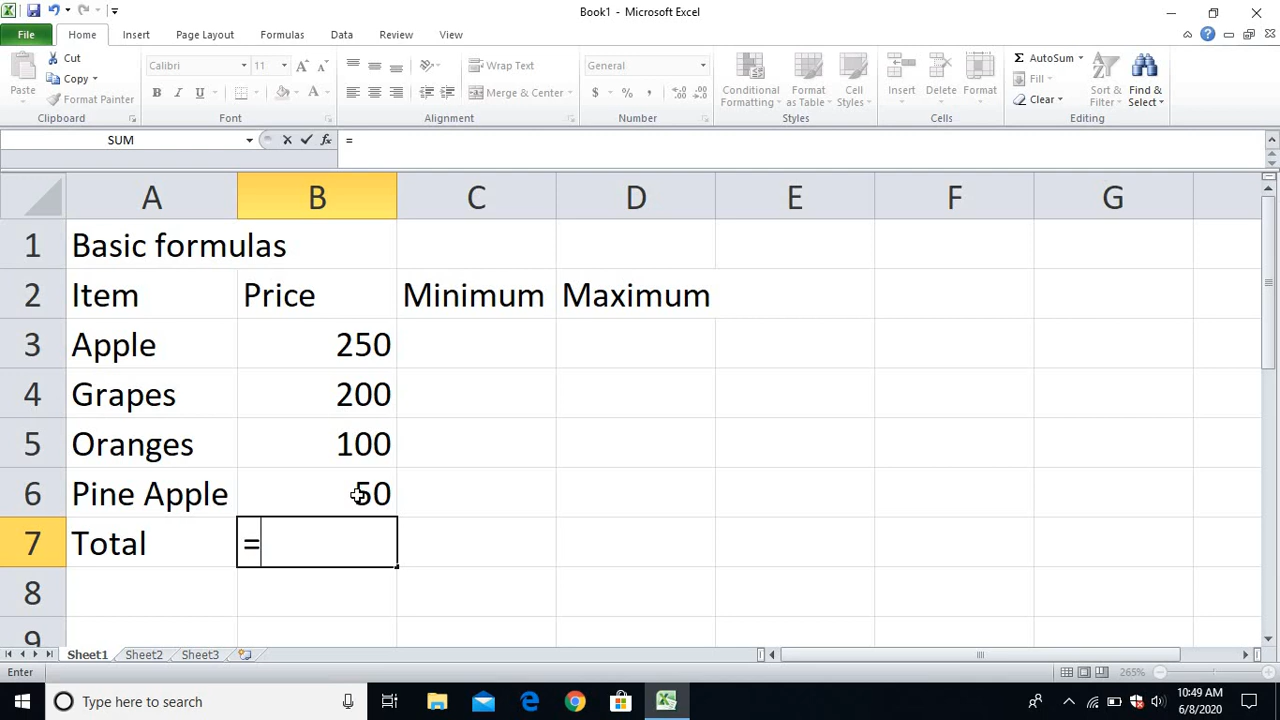 Book1 - Microsoft Excel
File Home Insert Page Layout Formulas Data Review View
Paste
Cut
Copy
Format Painter
Clipboard
Calibri 11
A A
B I U A
Font
Wrap Text
Merge & Center
Alignment
General
$ % ,
Number
Conditional Formatting
Format as Table
Cell Styles
Styles
Insert Delete Format
Cells
Σ AutoSum
Fill
Clear
Sort & Filter
Find & Select
Editing
SUM fx =
A B C D E F G
1 Basic formulas
2 Item Price Minimum Maximum
3 Apple 250
4 Grapes 200
5 Oranges 100
6 Pine Apple 50
7 Total =
8
9
Sheet1 Sheet2 Sheet3
Enter 265%
Type here to search
10:49 AM
6/8/2020